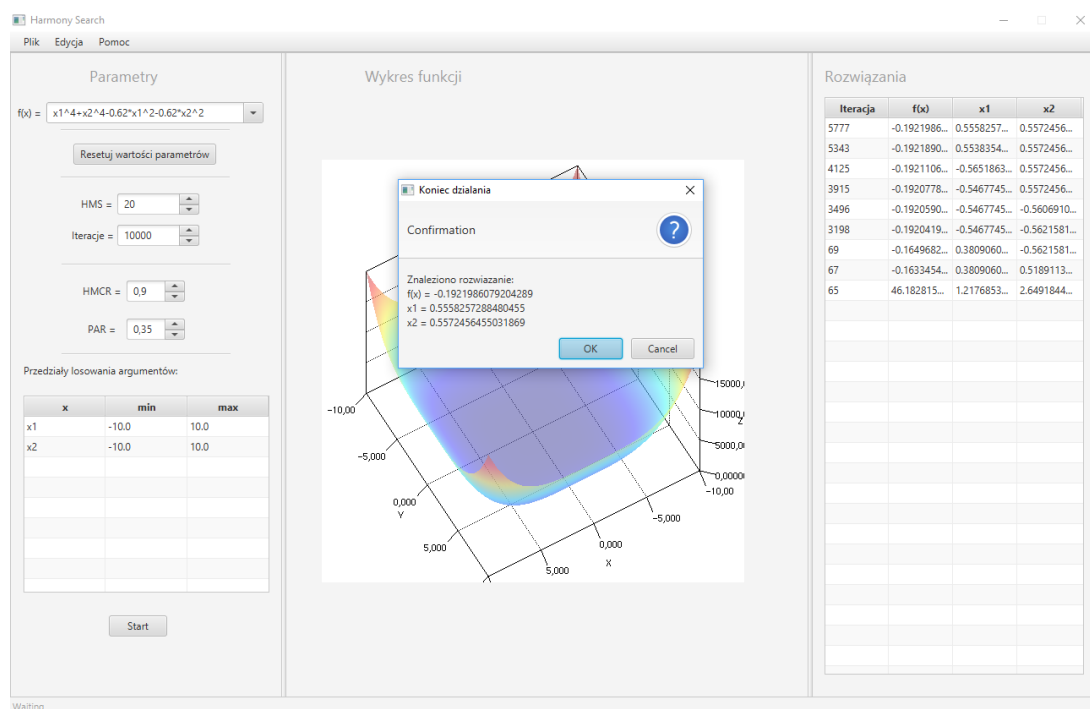 Harmony Search
Plik Edycja Pomoc
Parametry
f(x) = x1^4+x2^4-0.62*x1^2-0.62*x2^2
Resetuj wartości parametrów
HMS = 20
Iteracje = 10000
HMCR = 0,9
PAR = 0,35
Przedziały losowania argumentów:
x min max
x1 -10.0 10.0
x2 -10.0 10.0
Start
Wykres funkcji
Koniec dzialania
Confirmation
Znaleziono rozwiazanie:
f(x) = -0.1921986079204289
x1 = 0.5558257288480455
x2 = 0.5572456455031869
OK Cancel
15000,
−10,00
10000,
Z
−5,000
5000,0
0,00000
−10,00
0,000
Y
−5,000
5,000
0,000
X
5,000
Rozwiązania
Iteracja f(x) x1 x2
5777 -0.1921986... 0.5558257... 0.5572456...
5343 -0.1921890... 0.5538354... 0.5572456...
4125 -0.1921106... -0.5651863... 0.5572456...
3915 -0.1920778... -0.5467745... 0.5572456...
3496 -0.1920590... -0.5467745... -0.5606910...
3198 -0.1920419... -0.5467745... -0.5621581...
69 -0.1649682... 0.3809060... -0.5621581...
67 -0.1633454... 0.3809060... 0.5189113...
65 46.182815... 1.2176853... 2.6491844...
Waiting